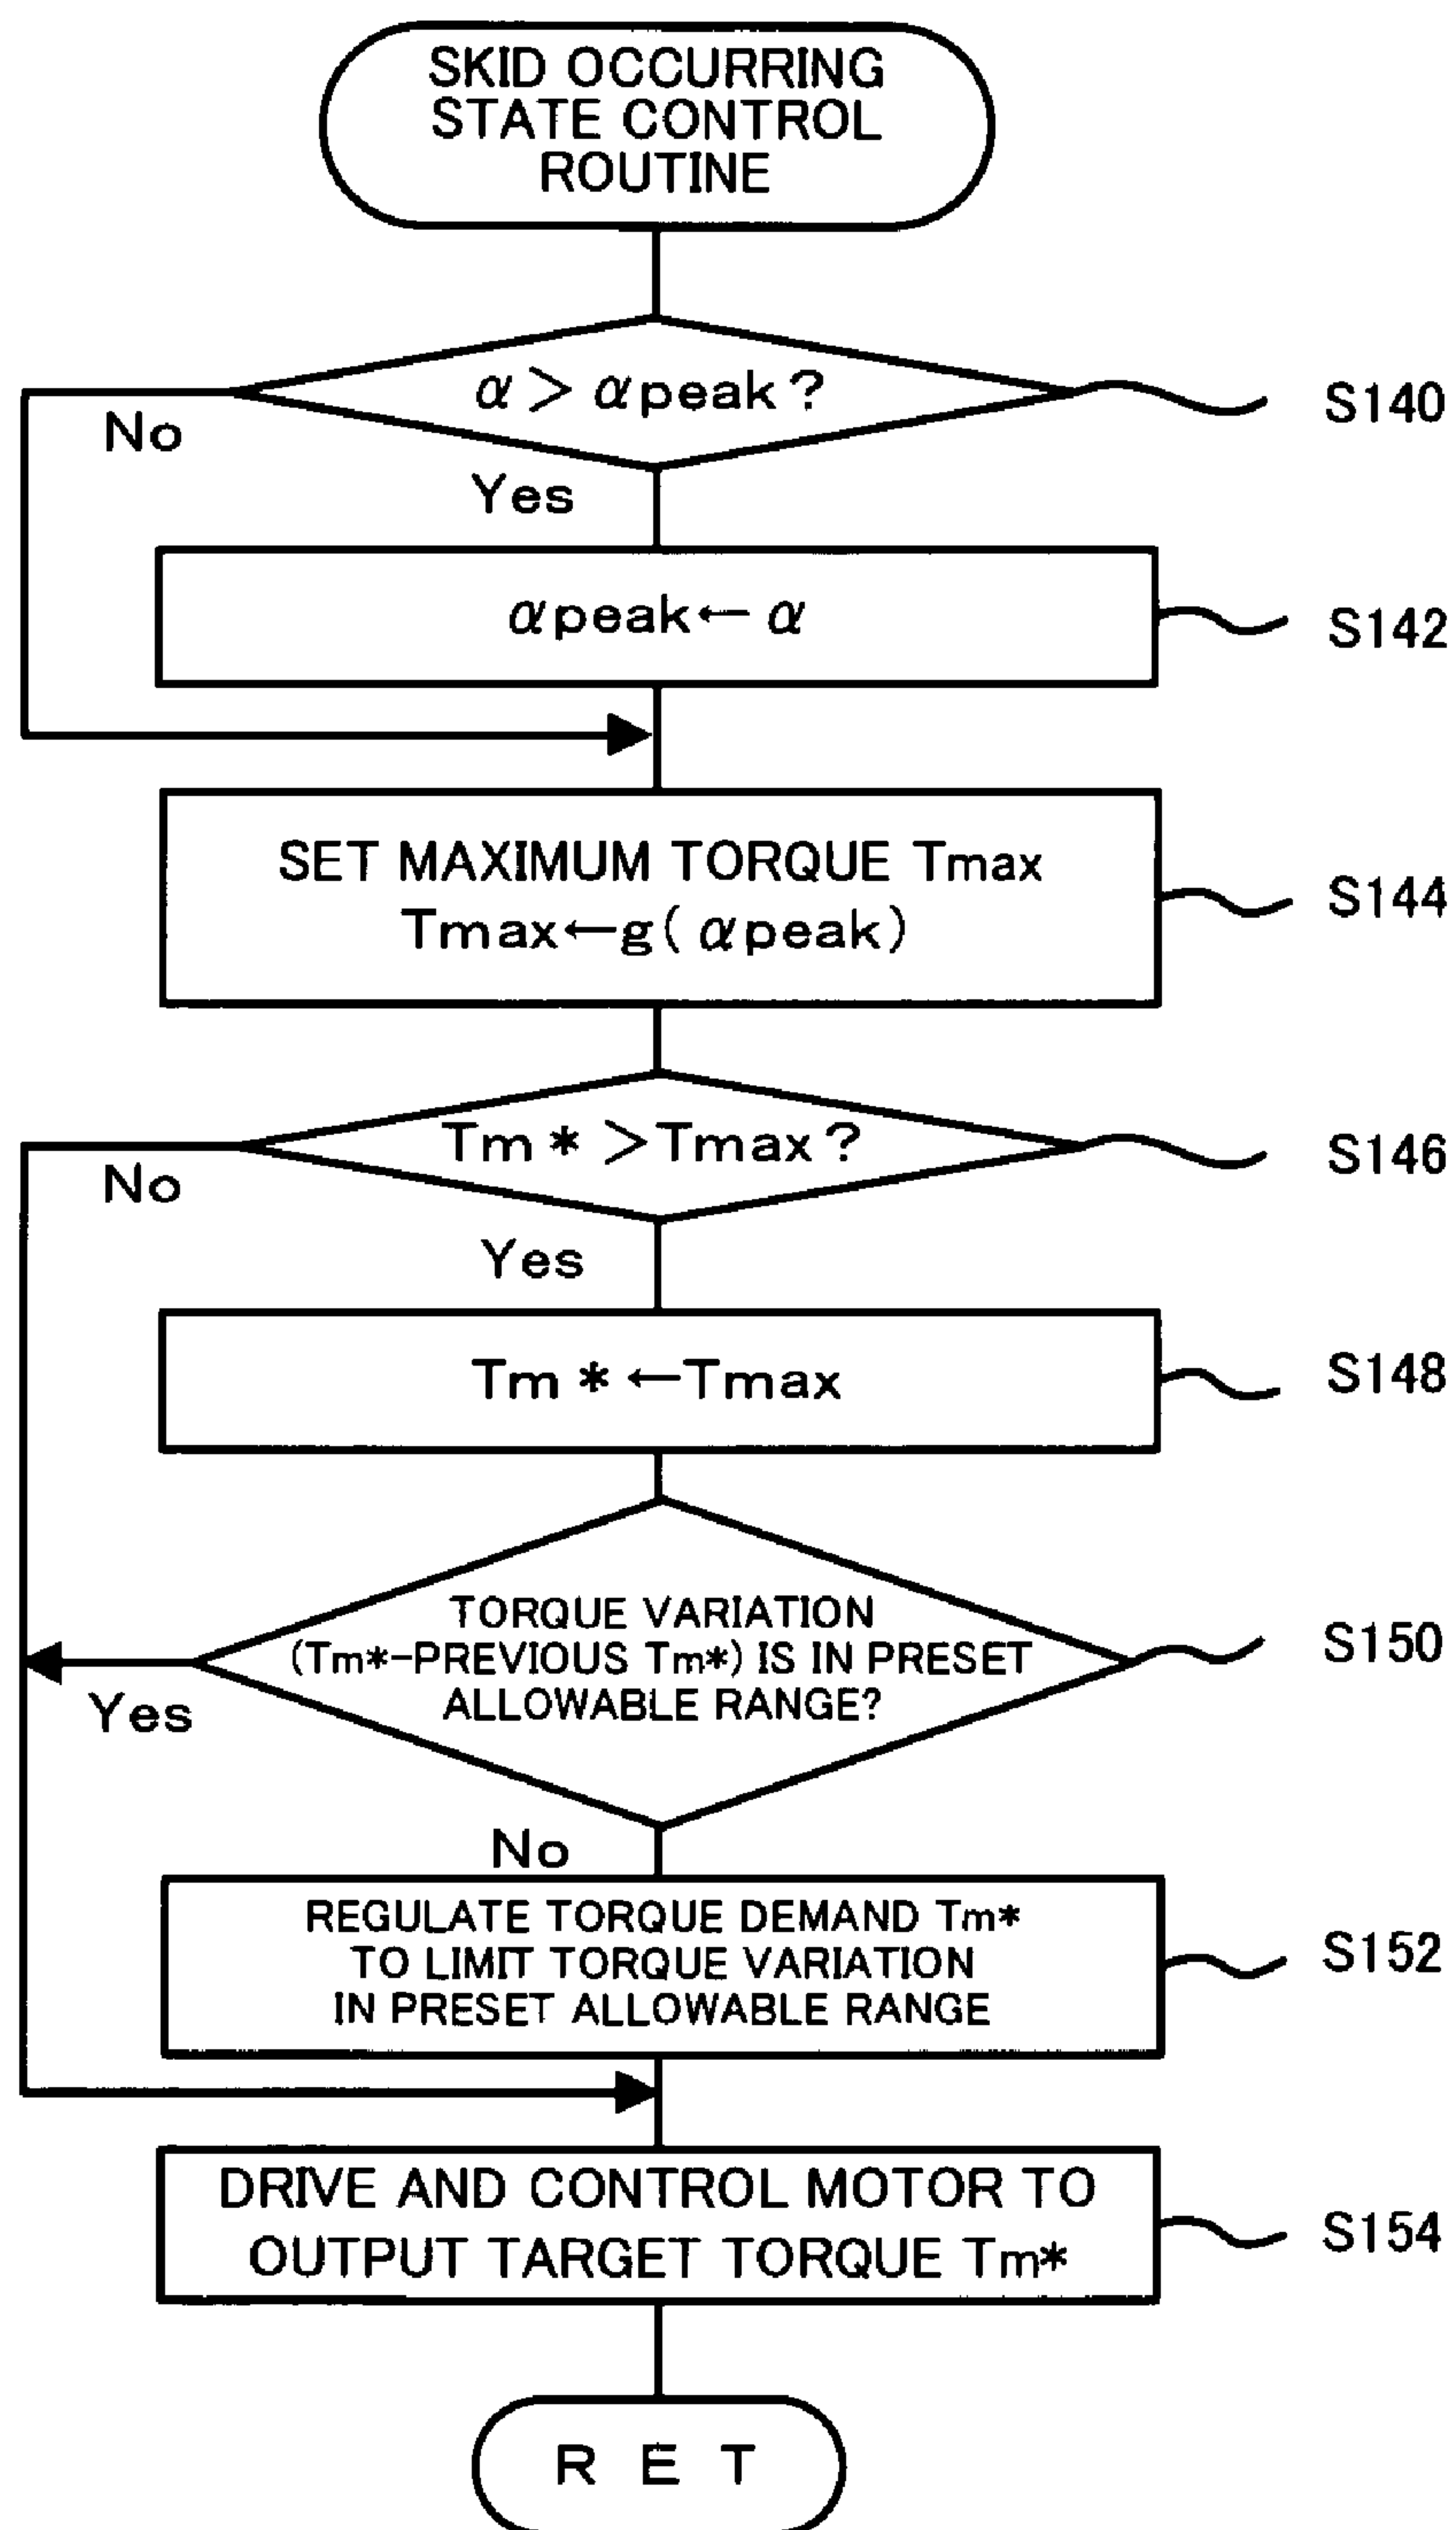 SKID OCCURRING
STATE CONTROL
ROUTINE
α > αpeak?
S140
No
Yes
αpeak← α
S142
SET MAXIMUM TORQUE Tmax
Tmax←g( αpeak)
S144
Tm * >Tmax?
S146
No
Yes
Tm * ←Tmax
S148
TORQUE VARIATION
(Tm*-PREVIOUS Tm*) IS IN PRESET
ALLOWABLE RANGE?
S150
Yes
No
REGULATE TORQUE DEMAND Tm*
TO LIMIT TORQUE VARIATION
IN PRESET ALLOWABLE RANGE
S152
DRIVE AND CONTROL MOTOR TO
OUTPUT TARGET TORQUE Tm*
S154
R E T